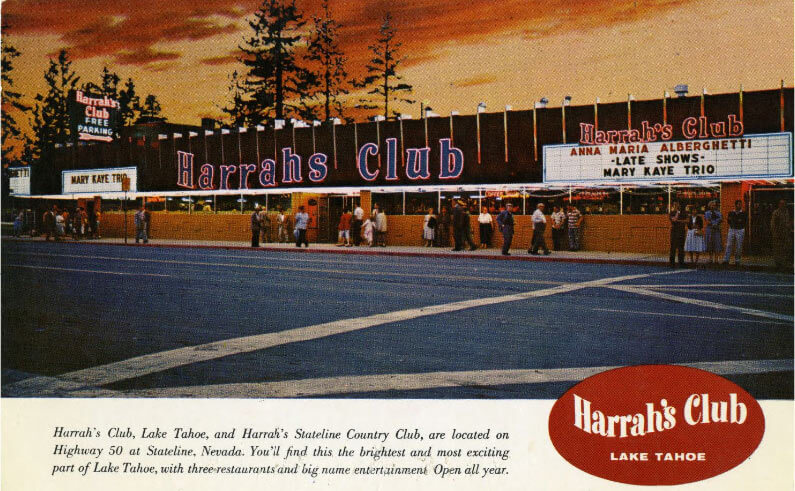 Harrah's
Club
FREE
PARKING
MARY KAYE TRIO
Harrahs Club
Harrah's Club
ANNA MARIA ALBERGHETTI
-LATE SHOWS-
MARY KAYE TRIO
Harrah's Club, Lake Tahoe, and Harrah's Stateline Country Club, are located on
Highway 50 at Stateline, Nevada. You'll find this the brightest and most exciting
part of Lake Tahoe, with three restaurants and big name entertainment Open all year.
Harrah's Club
LAKE TAHOE